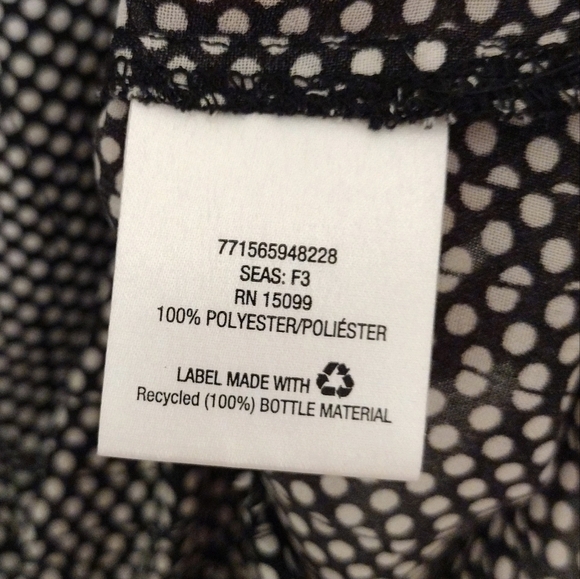 771565948228
SEAS: F3
RN 15099
100% POLYESTER/POLIÉSTER
LABEL MADE WITH
Recycled (100%) BOTTLE MATERIAL